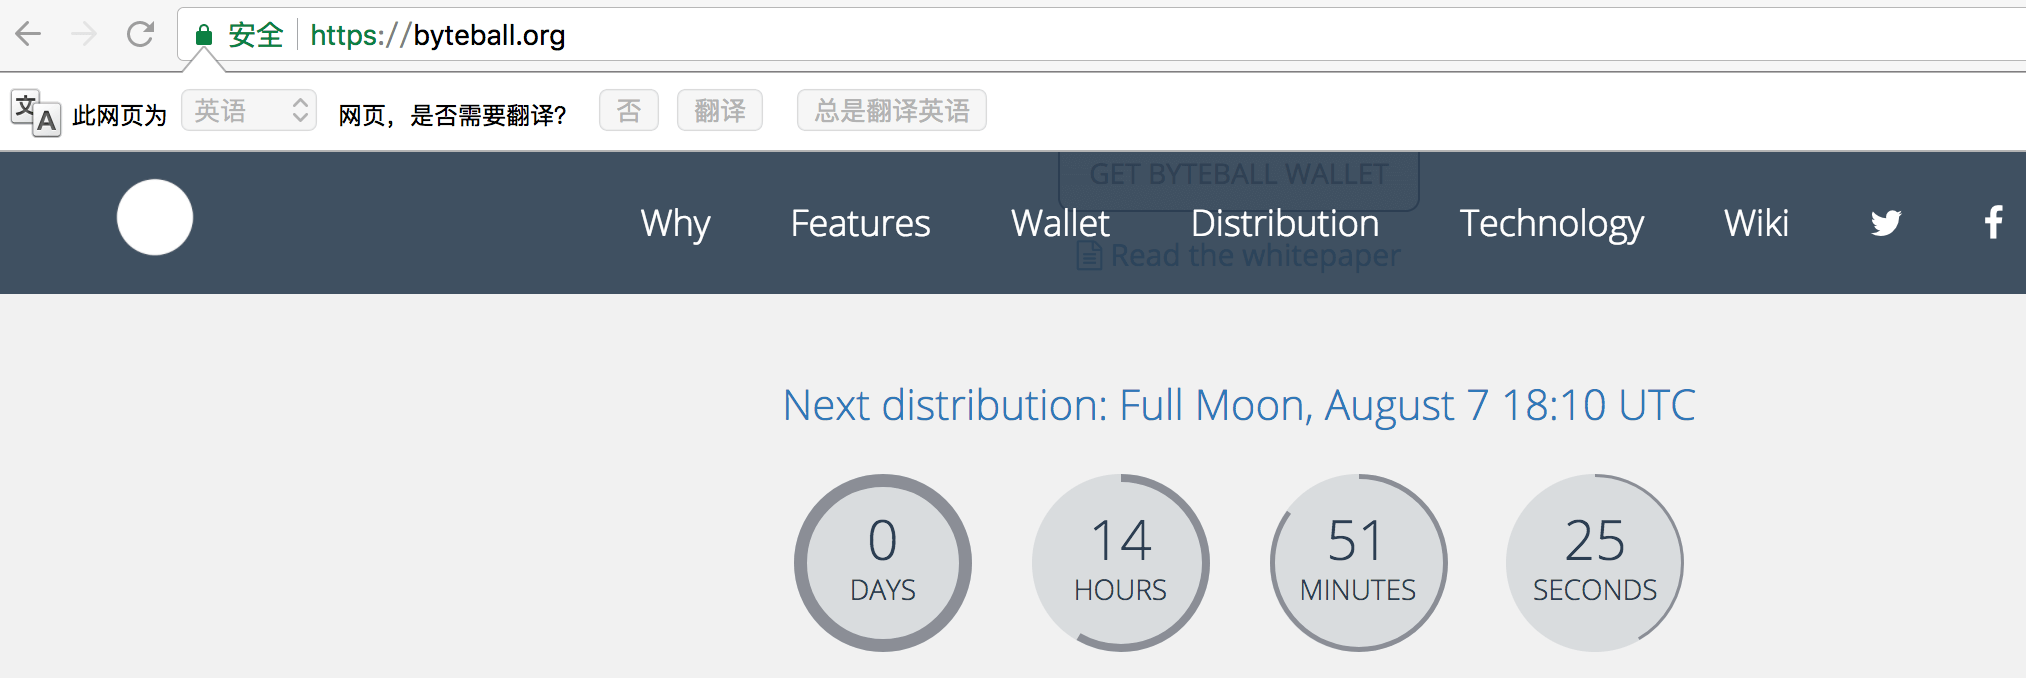 安全 https://byteball.org
文 A 此网页为 英语 网页，是否需要翻译? 否 翻译 总是翻译英语
GET BYTEBALL WALLET
Why Features Wallet Distribution Technology Wiki
Read the whitepaper
Next distribution: Full Moon, August 7 18:10 UTC
0 14 51 25
DAYS HOURS MINUTES SECONDS